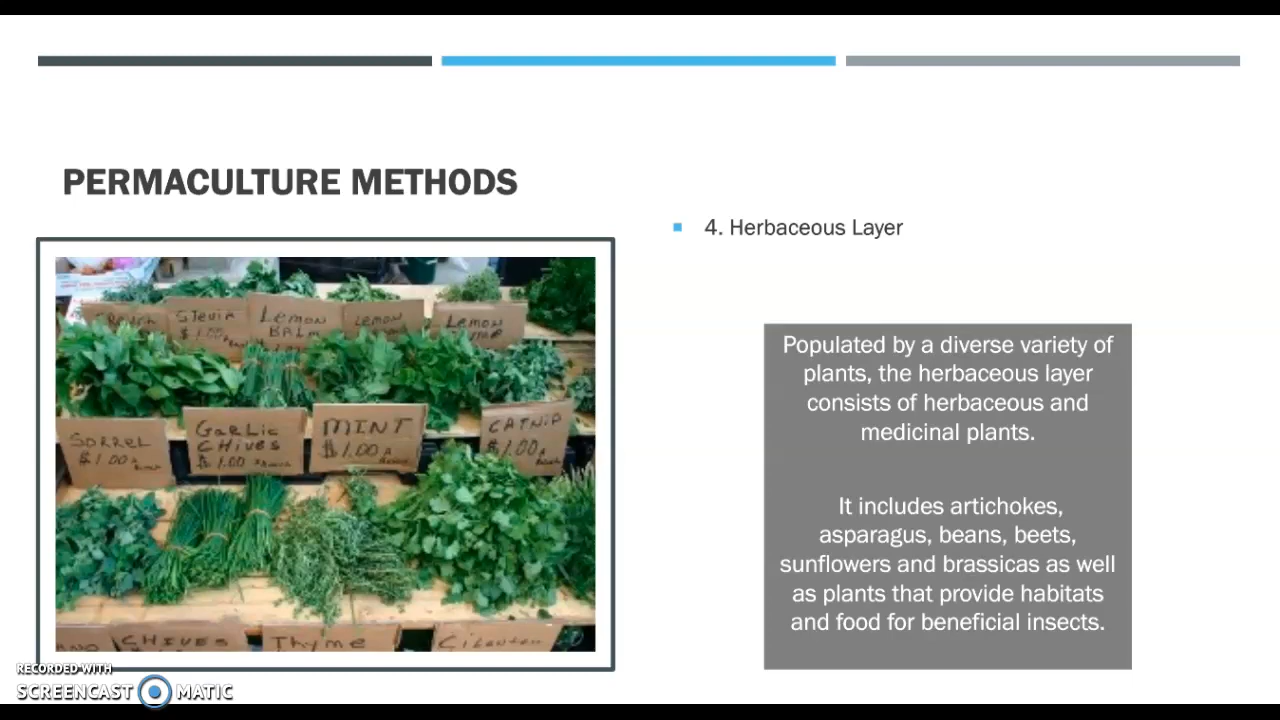 PERMACULTURE METHODS
4. Herbaceous Layer
STEVIA
$1.00
LEMON
BALM
LEMON
LEMON
SORREL
$1.00
GARLIC
CHIVES
$1.00
MINT
$1.00 A
CATNIP
$1.00
CHIVES
Thyme
Cilantro
Populated by a diverse variety of
plants, the herbaceous layer
consists of herbaceous and
medicinal plants.
It includes artichokes,
asparagus, beans, beets,
sunflowers and brassicas as well
as plants that provide habitats
and food for beneficial insects.
RECORDED WITH
SCREENCAST MATIC